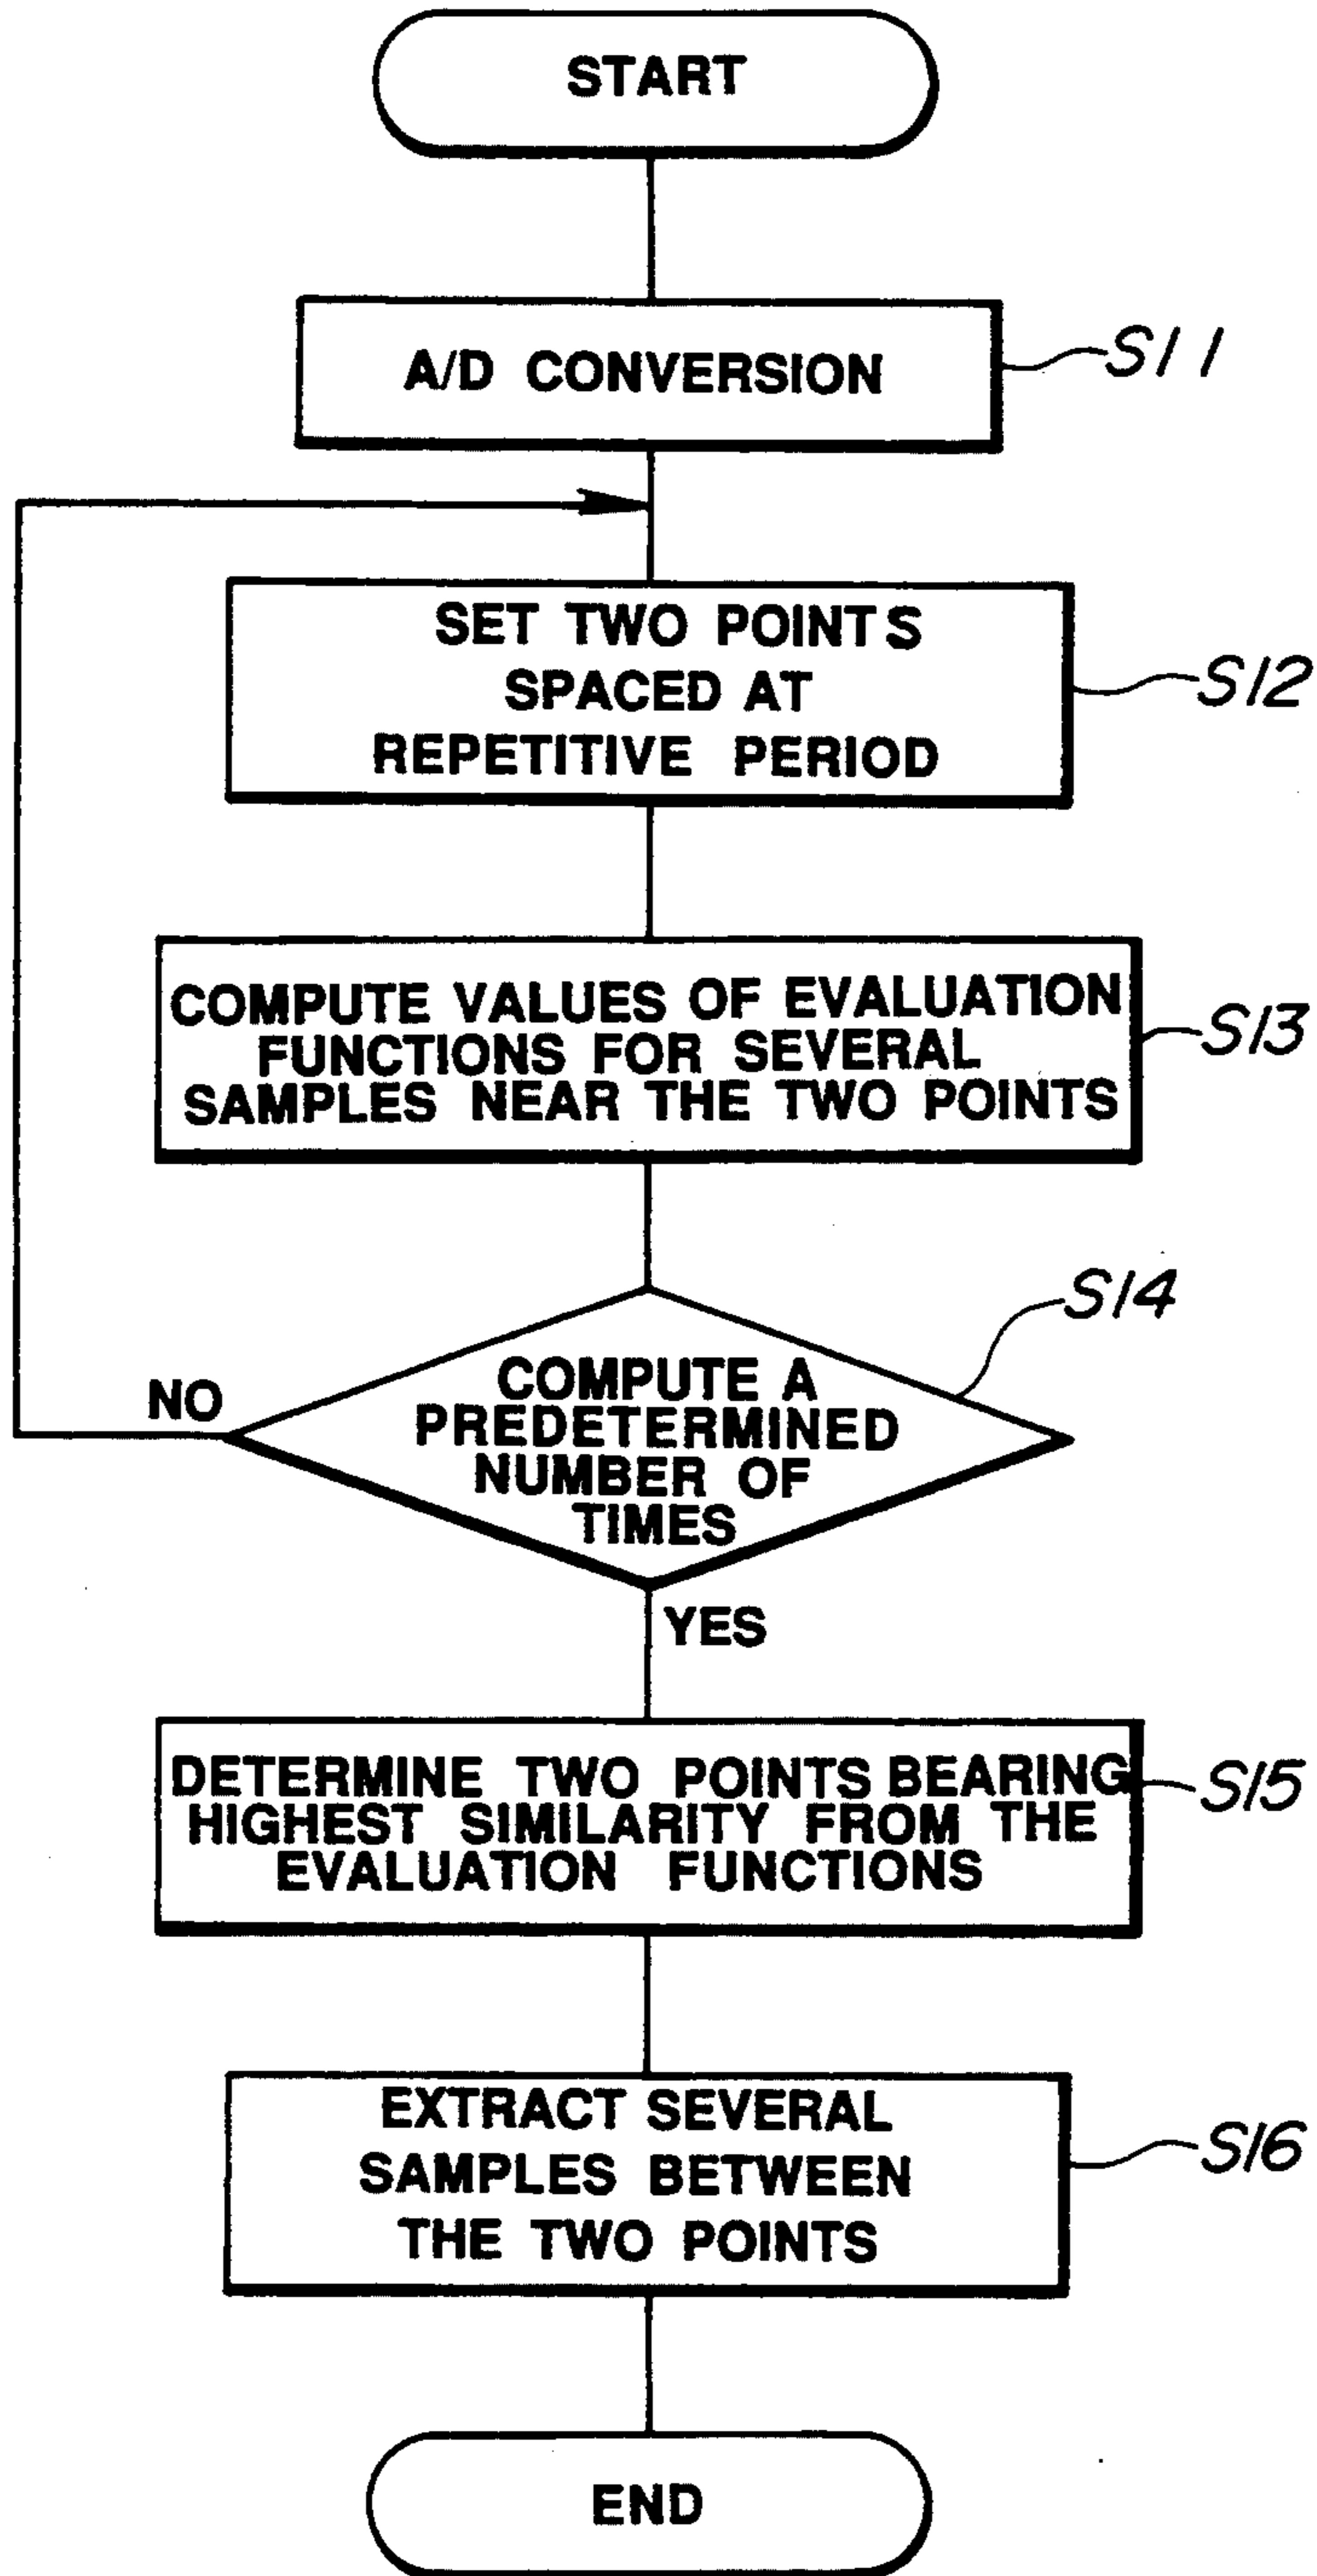 START
A/D CONVERSION
S11
SET TWO POINTS
SPACED AT
REPETITIVE PERIOD
S12
COMPUTE VALUES OF EVALUATION
FUNCTIONS FOR SEVERAL
SAMPLES NEAR THE TWO POINTS
S13
S14
COMPUTE A
PREDETERMINED
NUMBER OF
TIMES
NO
YES
DETERMINE TWO POINTS BEARING
HIGHEST SIMILARITY FROM THE
EVALUATION FUNCTIONS
S15
EXTRACT SEVERAL
SAMPLES BETWEEN
THE TWO POINTS
S16
END